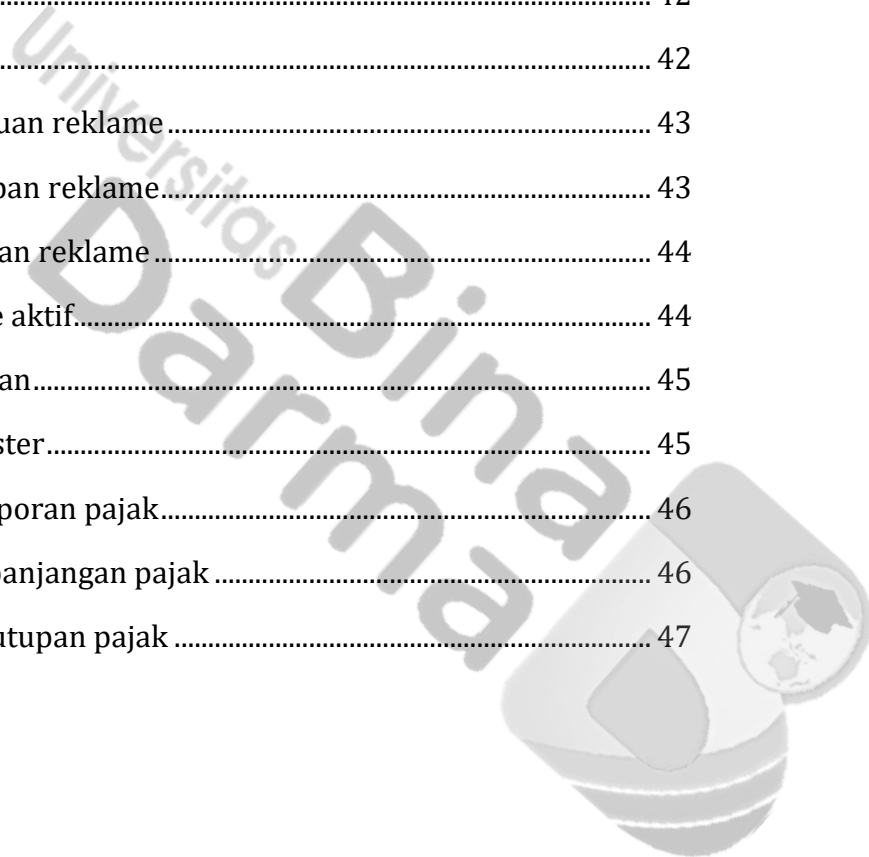 42
42
uan reklame 43
pan reklame 43
an reklame 44
e aktif 44
an 45
ster 45
poran pajak 46
panjangan pajak 46
utupan pajak 47
Universitas
Bina
Darma